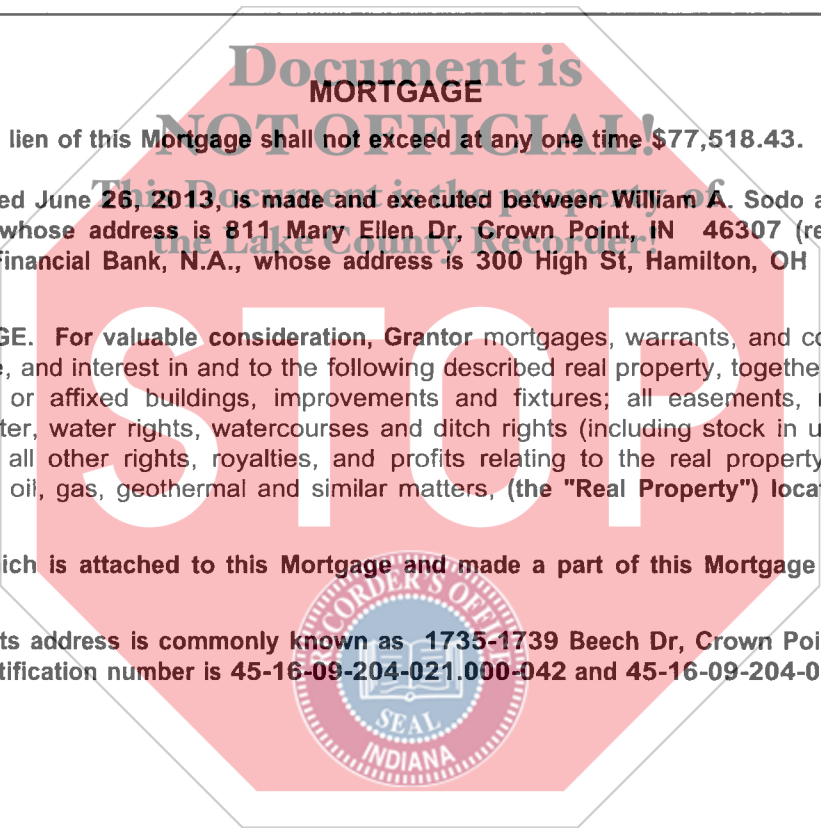 Document is
MORTGAGE
lien of this Mortgage shall not exceed at any one time $77,518.43.
NOT OFFICIAL!
ed June 26, 2013, is made and executed between William A. Sodo a
This Document is the property of
whose address is 811 Mary Ellen Dr, Crown Point, IN 46307 (re
the Lake County Recorder!
Financial Bank, N.A., whose address is 300 High St, Hamilton, OH
GE. For valuable consideration, Grantor mortgages, warrants, and co
e, and interest in and to the following described real property, togethe
or affixed buildings, improvements and fixtures; all easements,
ter, water rights, watercourses and ditch rights (including stock in u
all other rights, royalties, and profits relating to the real property
oil, gas, geothermal and similar matters, (the "Real Property") locat
STOP
ich is attached to this Mortgage and made a part of this Mortgage
ts address is commonly known as 1735-1739 Beech Dr, Crown Poi
tification number is 45-16-09-204-021.000-042 and 45-16-09-204-0
RECORDER'S OFFICE
SEAL
INDIANA